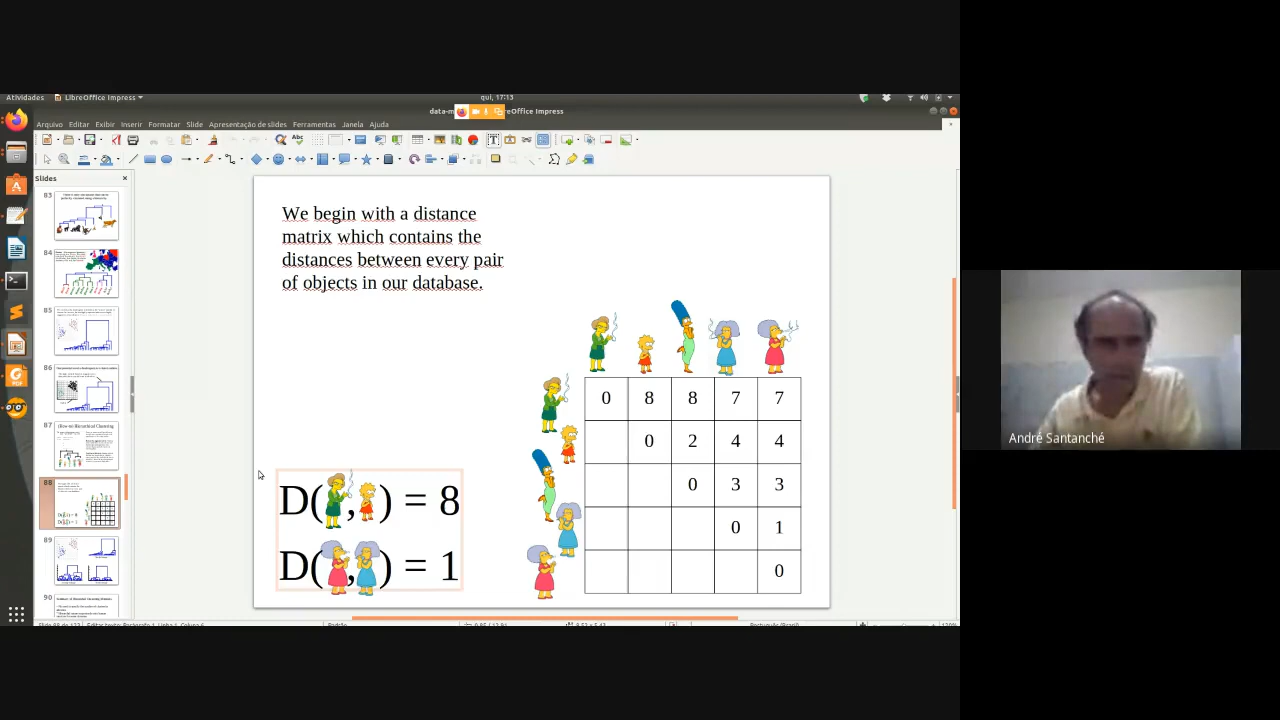 Atividades
LibreOffice Impress
qui, 17:13
data-m
reOffice Impress
Arquivo Editar Exibir Inserir Formatar Slide Apresentação de slides Ferramentas Janela Ajuda
Slides
83
84
85
86
87
88
89
90
We begin with a distance
matrix which contains the
distances between every pair
of objects in our database.
0 8 8 7 7
0 2 4 4
0 3 3
0 1
0
D( , ) = 8
D( , ) = 1
André Santanché